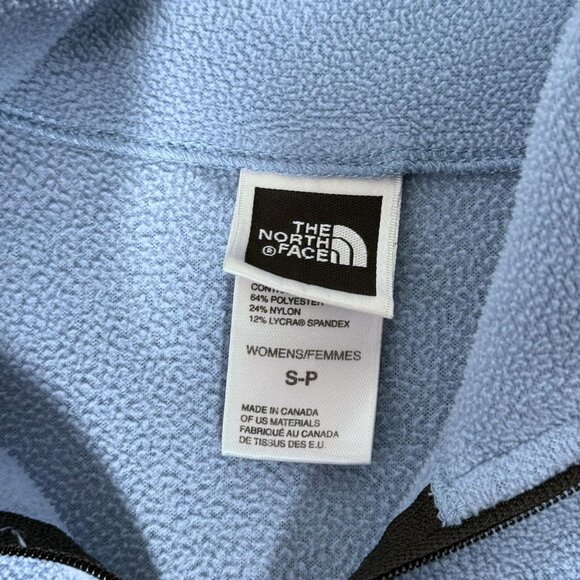 THE
NORTH
® FACE
64% POLYESTER
24% NYLON
12% LYCRA® SPANDEX
WOMENS/FEMMES
S-P
MADE IN CANADA
OF US MATERIALS
FABRIQUÉ AU CANADA
DE TISSUS DES E.U.